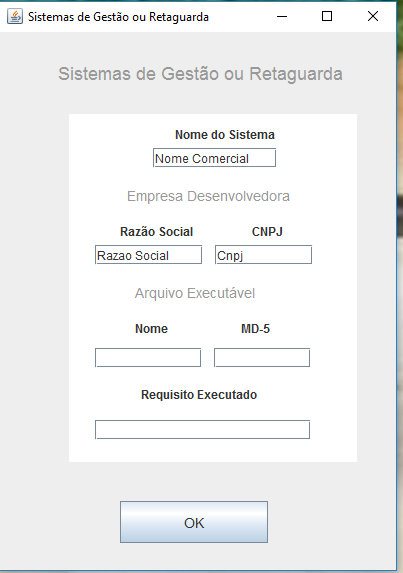 Sistemas de Gestão ou Retaguarda
Sistemas de Gestão ou Retaguarda
Nome do Sistema
Nome Comercial
Empresa Desenvolvedora
Razão Social CNPJ
Razao Social Cnpj
Arquivo Executável
Nome MD-5
Requisito Executado
OK